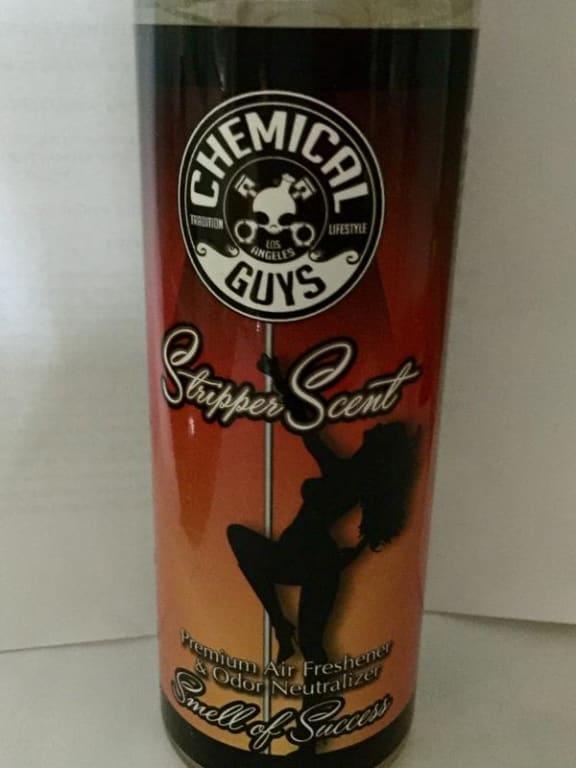 CHEMICAL
TRADITION
LIFESTYLE
LOS
ANGELES
GUYS
Stripper Scent
Premium Air Freshener
& Odor Neutralizer
Smell of Success